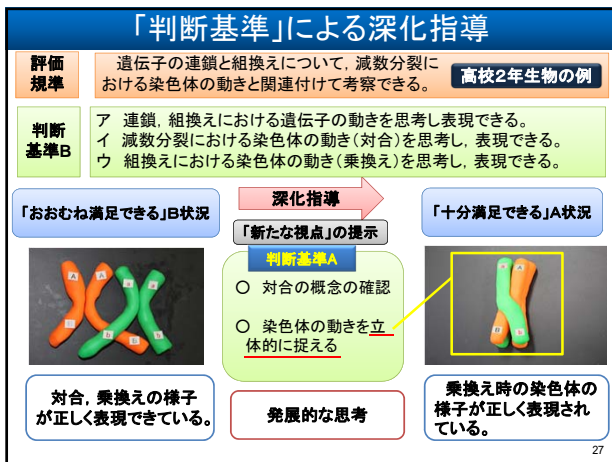 「判断基準」による深化指導
評価
規準
遺伝子の連鎖と組換えについて，減数分裂に
おける染色体の動きと関連付けて考察できる。
高校２年生物の例
判断
基準B
ア　連鎖，組換えにおける遺伝子の動きを思考し表現できる。
イ　減数分裂における染色体の動き（対合）を思考し，表現できる。
ウ　組換えにおける染色体の動き（乗換え）を思考し，表現できる。
「おおむね満足できる」B状況
深化指導
「新たな視点」の提示
「十分満足できる」A状況
判断基準A
○　対合の概念の確認
○　染色体の動きを立
体的に捉える
A
A
a
a
B
b
B
b
a
B
b
対合，乗換えの様子
が正しく表現できている。
発展的な思考
乗換え時の染色体の
様子が正しく表現され
ている。
27